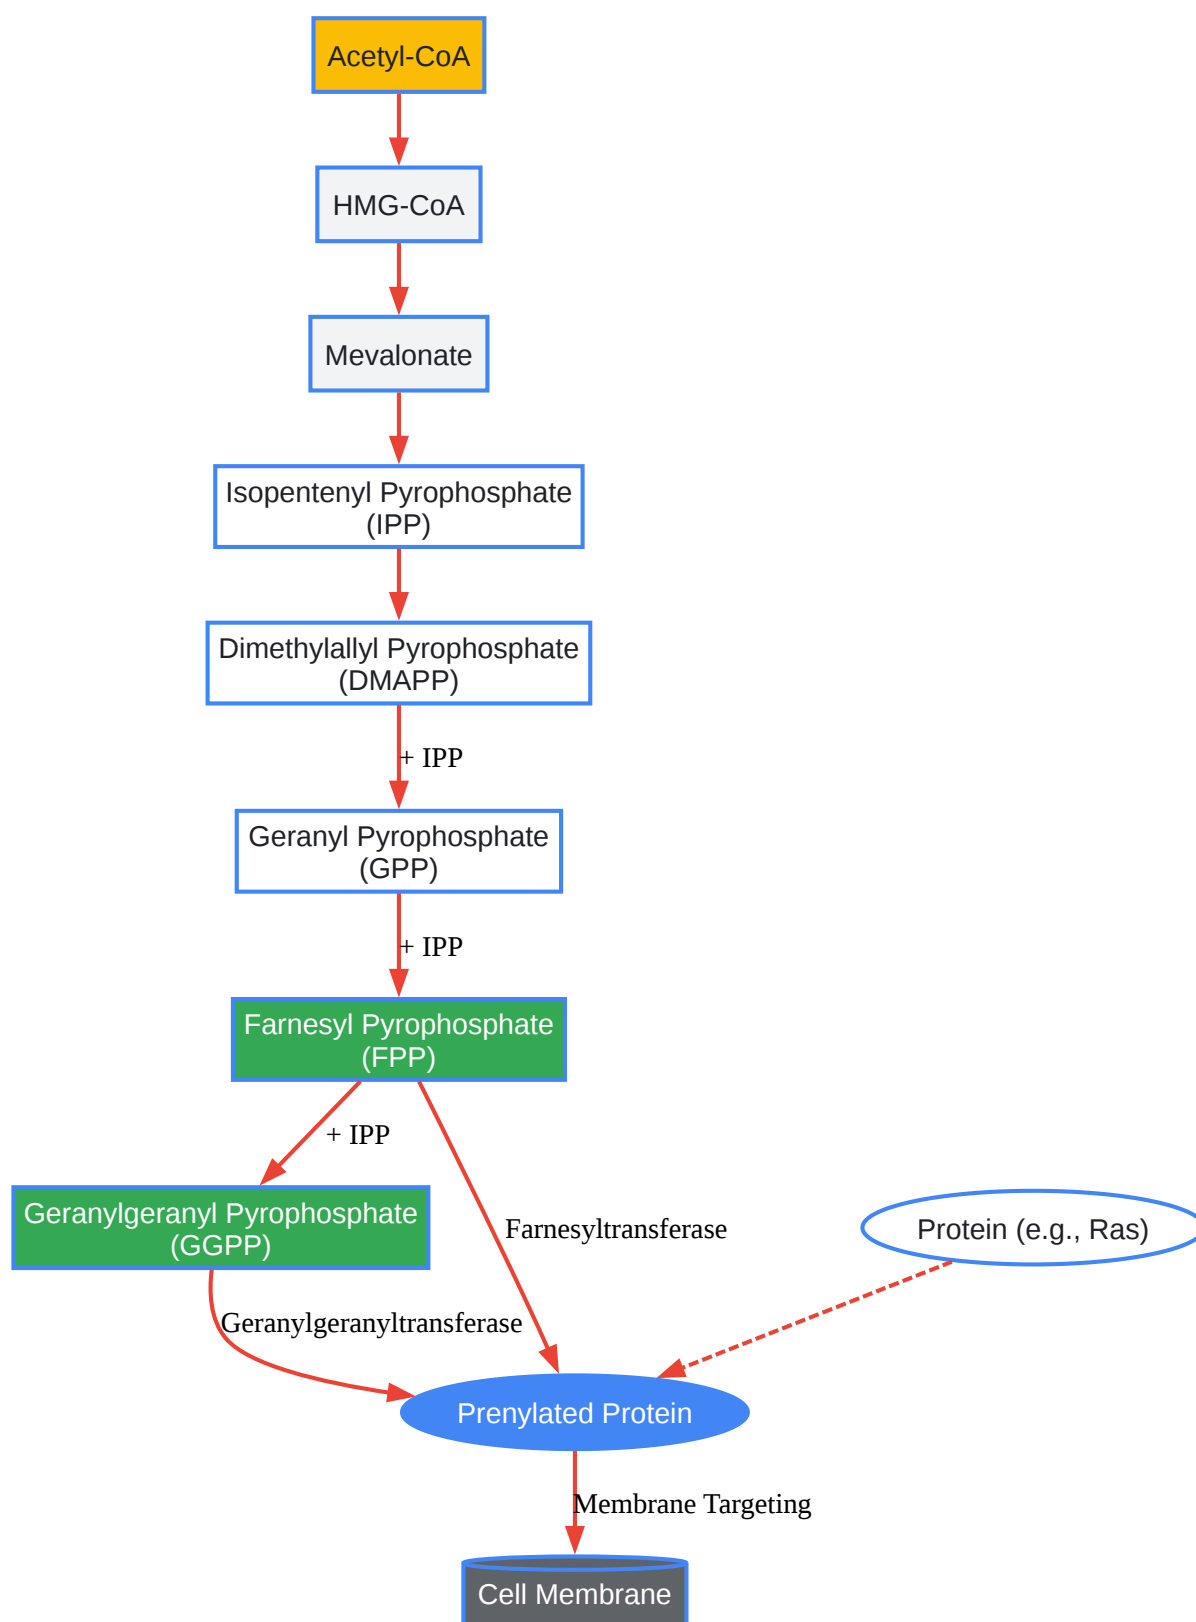 Acetyl-CoA
HMG-CoA
Mevalonate
Isopentenyl Pyrophosphate
(IPP)
Dimethylallyl Pyrophosphate
(DMAPP)
+ IPP
Geranyl Pyrophosphate
(GPP)
+ IPP
Farnesyl Pyrophosphate
(FPP)
+ IPP
Geranylgeranyl Pyrophosphate
(GGPP)
Farnesyltransferase
Protein (e.g., Ras)
Geranylgeranyltransferase
Prenylated Protein
Membrane Targeting
Cell Membrane